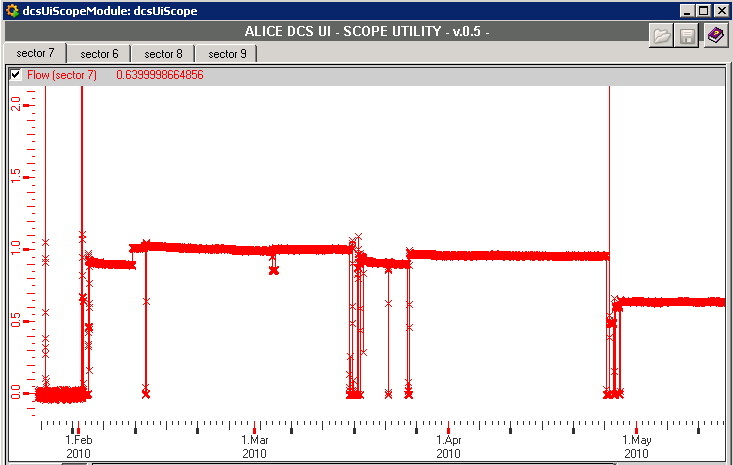 dcsUiScopeModule: dcsUiScope
ALICE DCS UI - SCOPE UTILITY - v.0.5 -
sector 7 sector 6 sector 8 sector 9
Flow (sector 7) 0.6399998664856
2.0
1.5
1.0
0.5
0.0
1.Feb 1.Mar 1.Apr 1.May
2010 2010 2010 2010